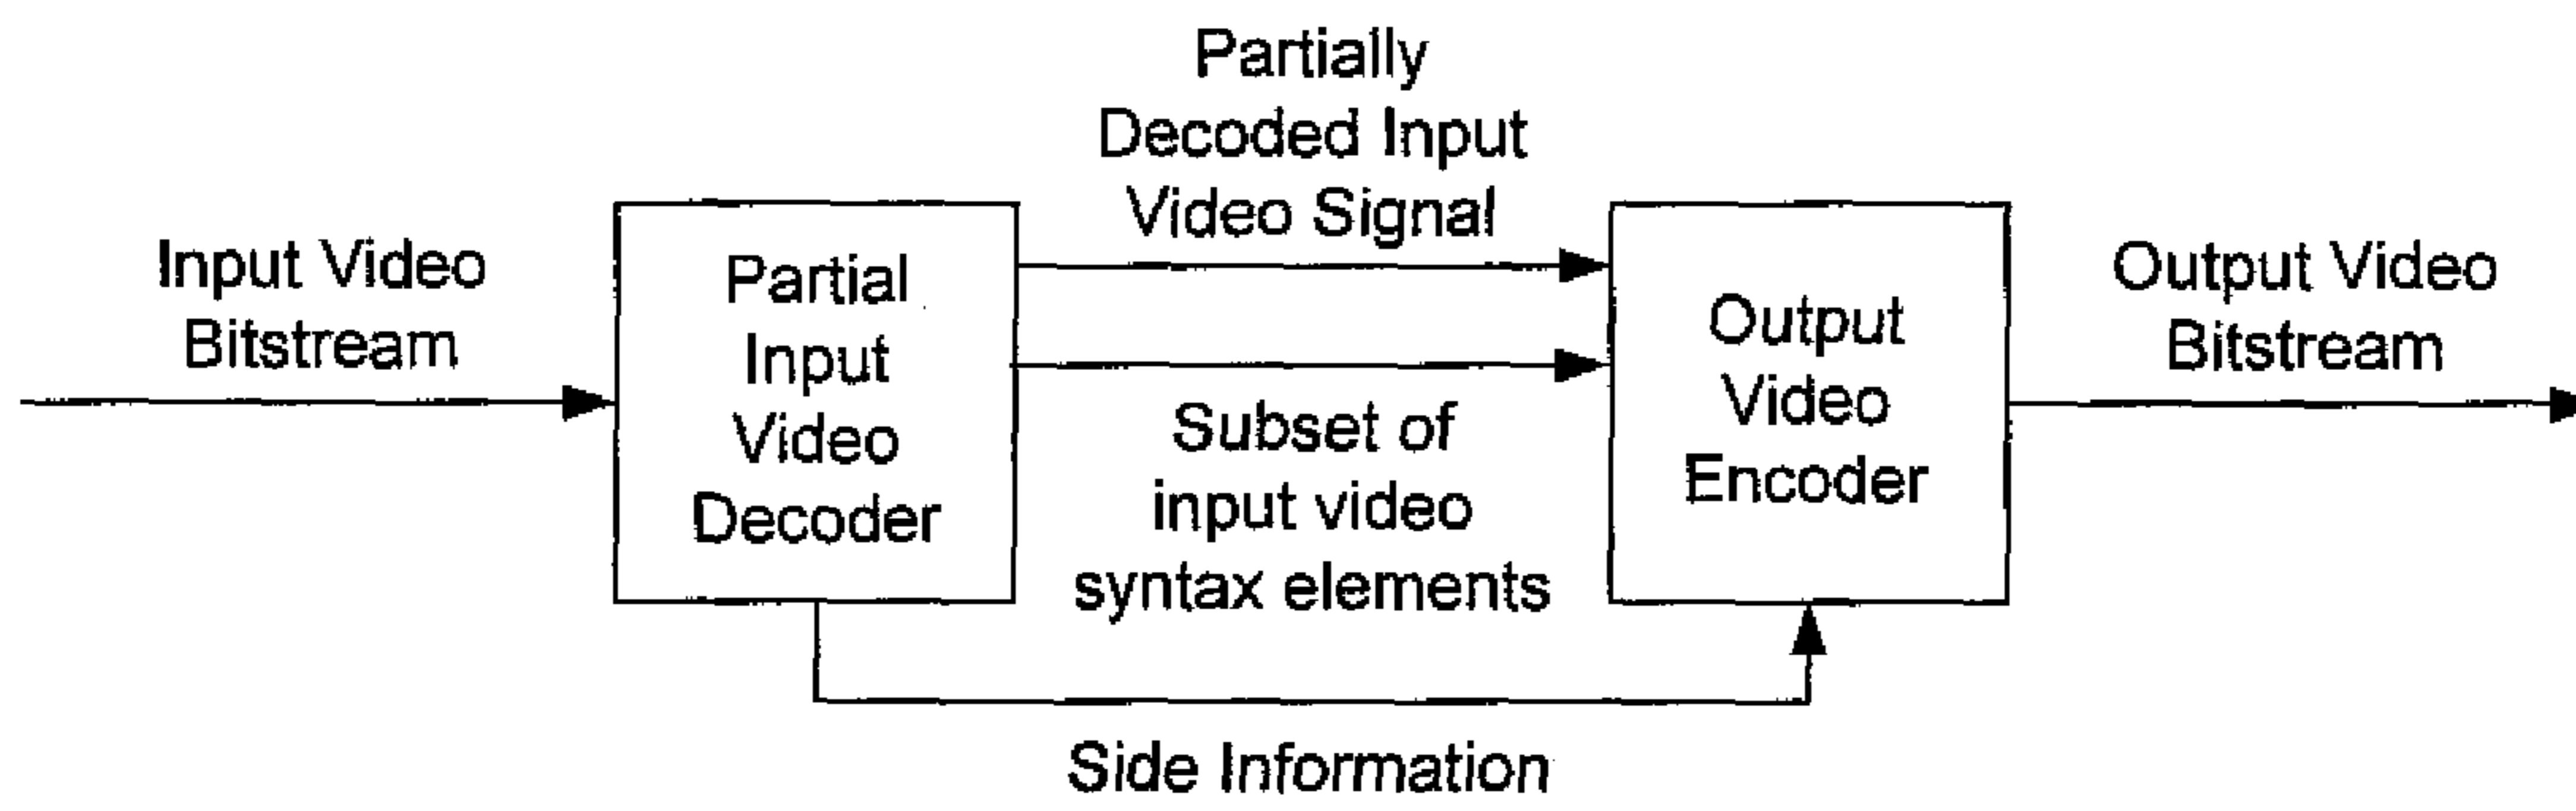 Partially
Decoded Input
Video Signal
Input Video
Bitstream
Partial
Input
Video
Decoder
Subset of
input video
syntax elements
Output
Video
Encoder
Output Video
Bitstream
Side Information